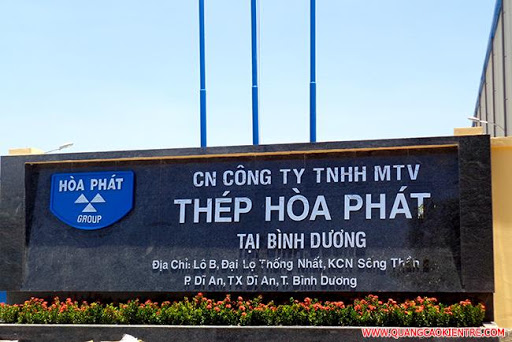 HÒA PHÁT
GROUP
CN CÔNG TY TNHH MTV
THÉP HÒA PHÁT
TẠI BÌNH DƯƠNG
Địa Chỉ: Lô B, Đại Lộ Thống Nhất, KCN Sóng Thần
P. Dĩ An, TX Dĩ An, T. Bình Dương
WWW.QUANGCAOKIENTRE.COM